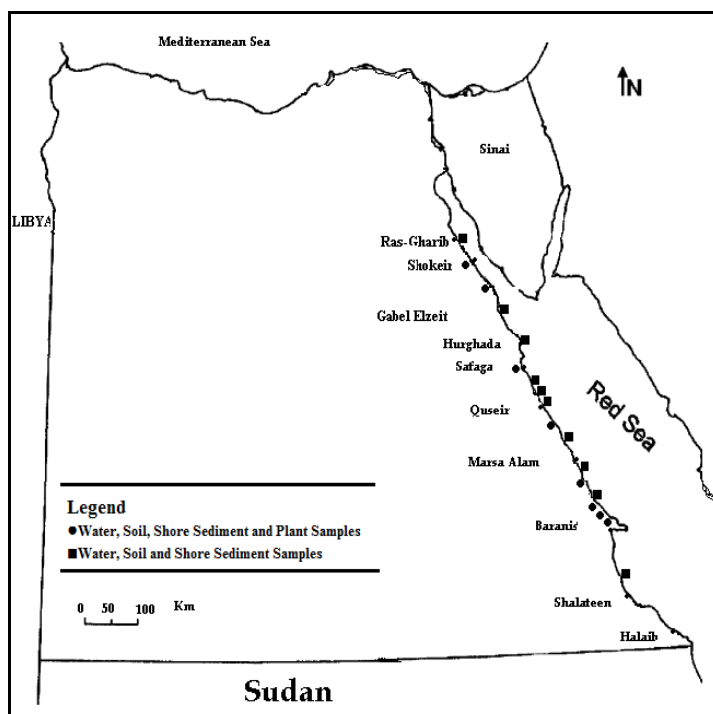 Mediterranean Sea
N
Sinai
LIBYA
Ras-Gharib
Shokeir
Gabel Elzeit
Hurghada
Safaga
Red Sea
Quseir
Marsa Alam
Legend
Water, Soil, Shore Sediment and Plant Samples
Baranis
Water, Soil and Shore Sediment Samples
0 50 100 Km
Shalateen
Halaib
Sudan